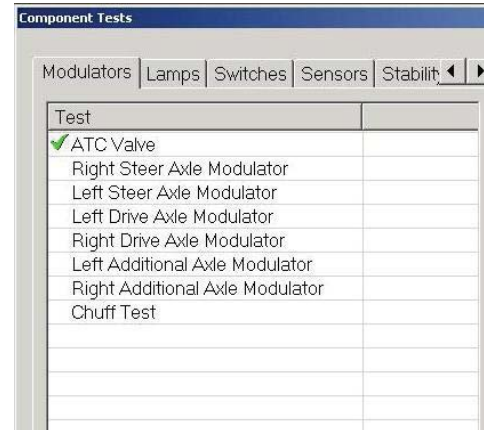 Component Tests
Modulators Lamps Switches Sensors
Test
ATC Valve
Right Steer Axle Modulator
Left Steer Axle Modulator
Left Drive Axle Modulator
Right Drive Axle Modulator
Left Additional Axle Modulator
Right Additional Axle Modulator
Chuff Test